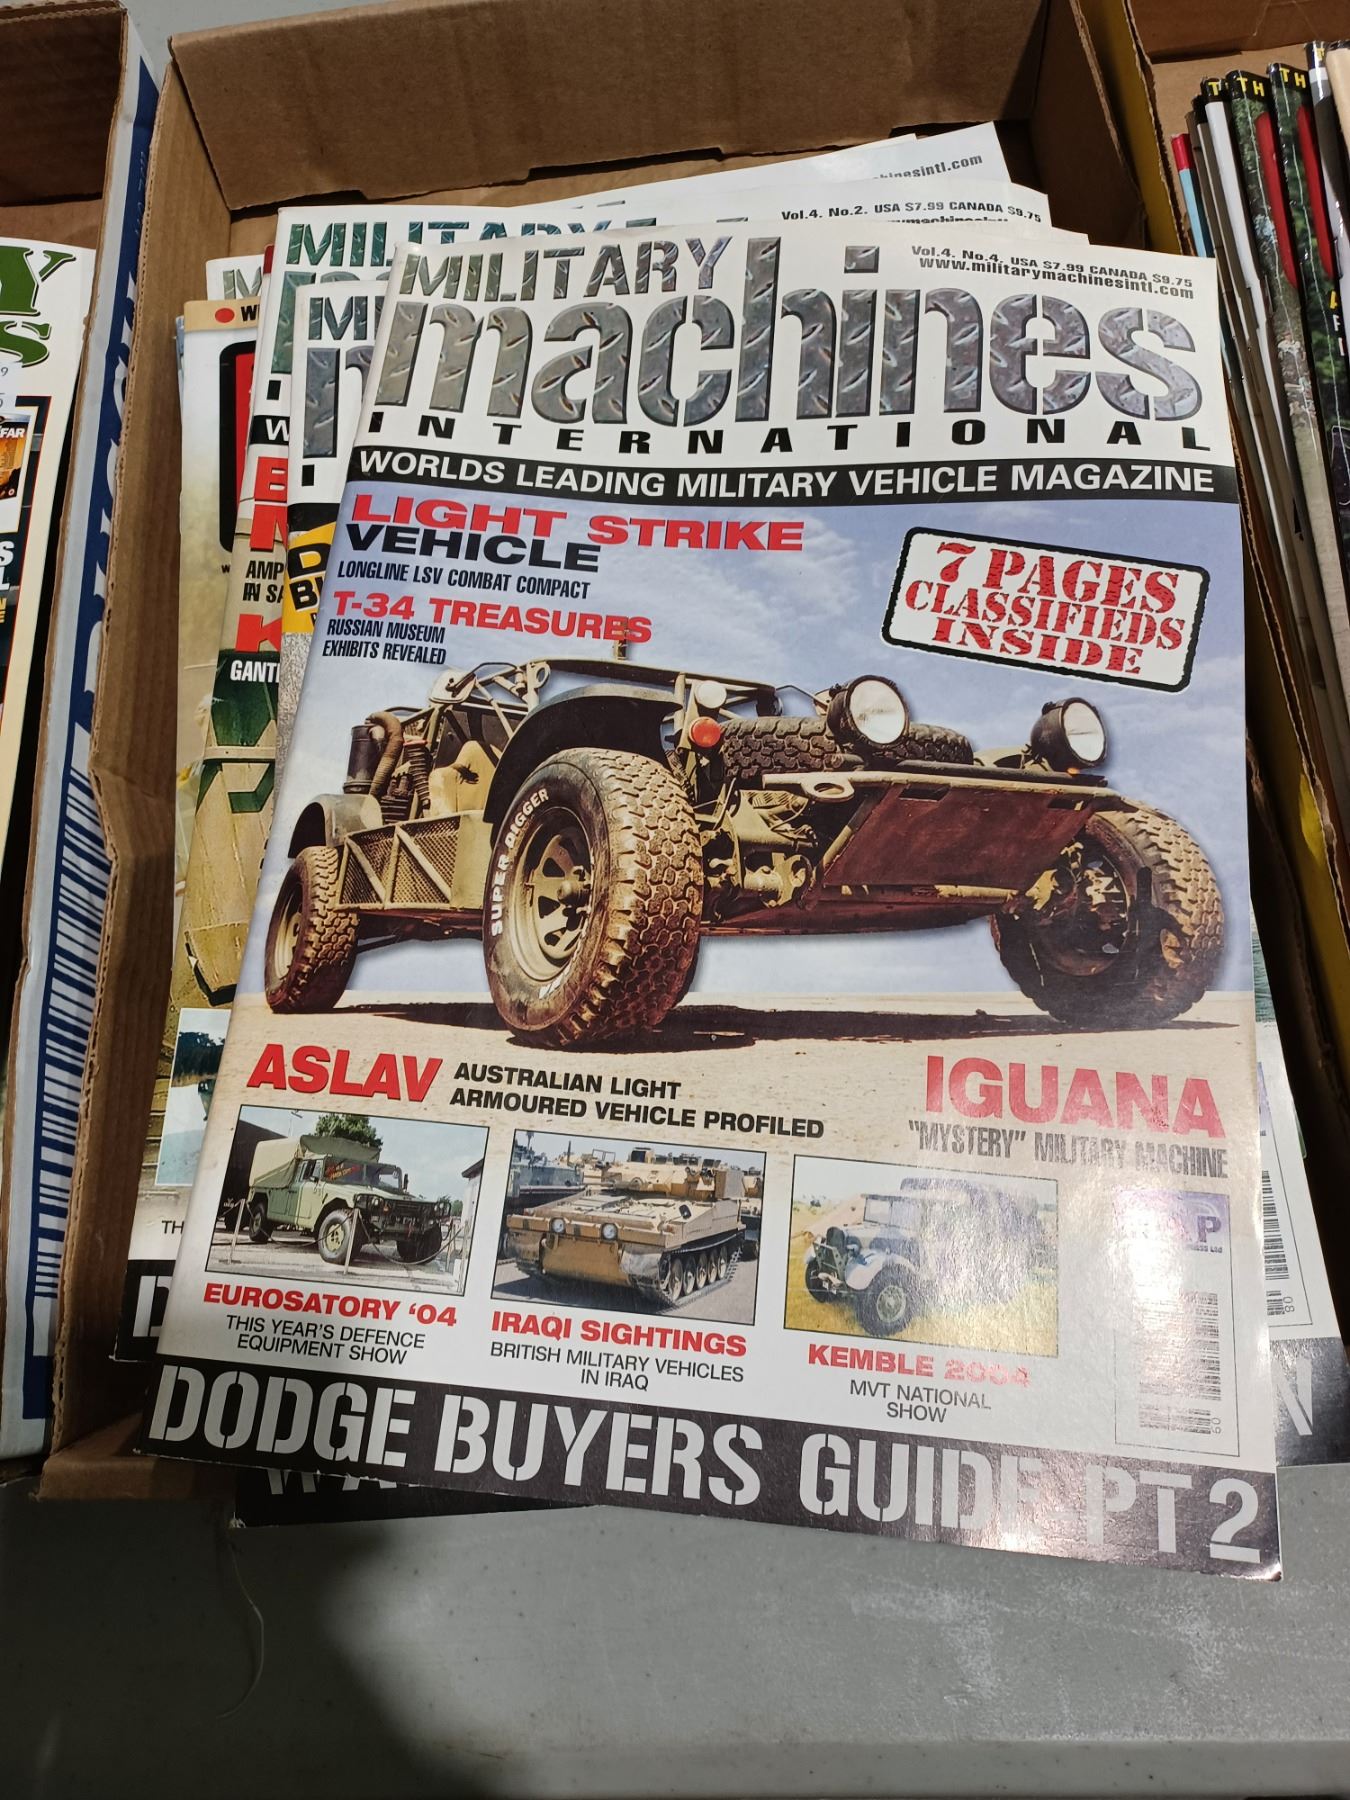 Vol.4. No.2. USA $7.99 CANADA $9.75
MILITARY
Vol.4. No.4. USA $7.99 CANADA $9.75
www.militarymachinesintl.com
MILITARY
machines
INTERNATIONAL
WORLDS LEADING MILITARY VEHICLE MAGAZINE
LIGHT STRIKE
VEHICLE
LONGLINE LSV COMBAT COMPACT
T-34 TREASURES
RUSSIAN MUSEUM
EXHIBITS REVEALED
7 PAGES
CLASSIFIEDS
INSIDE
SUPER DIGGER
ASLAV
AUSTRALIAN LIGHT
ARMOURED VEHICLE PROFILED
IGUANA
"MYSTERY" MILITARY MACHINE
EUROSATORY '04
THIS YEAR'S DEFENCE
EQUIPMENT SHOW
IRAQI SIGHTINGS
BRITISH MILITARY VEHICLES
IN IRAQ
KEMBLE 2004
MVT NATIONAL
SHOW
DODGE BUYERS GUIDE-PT 2